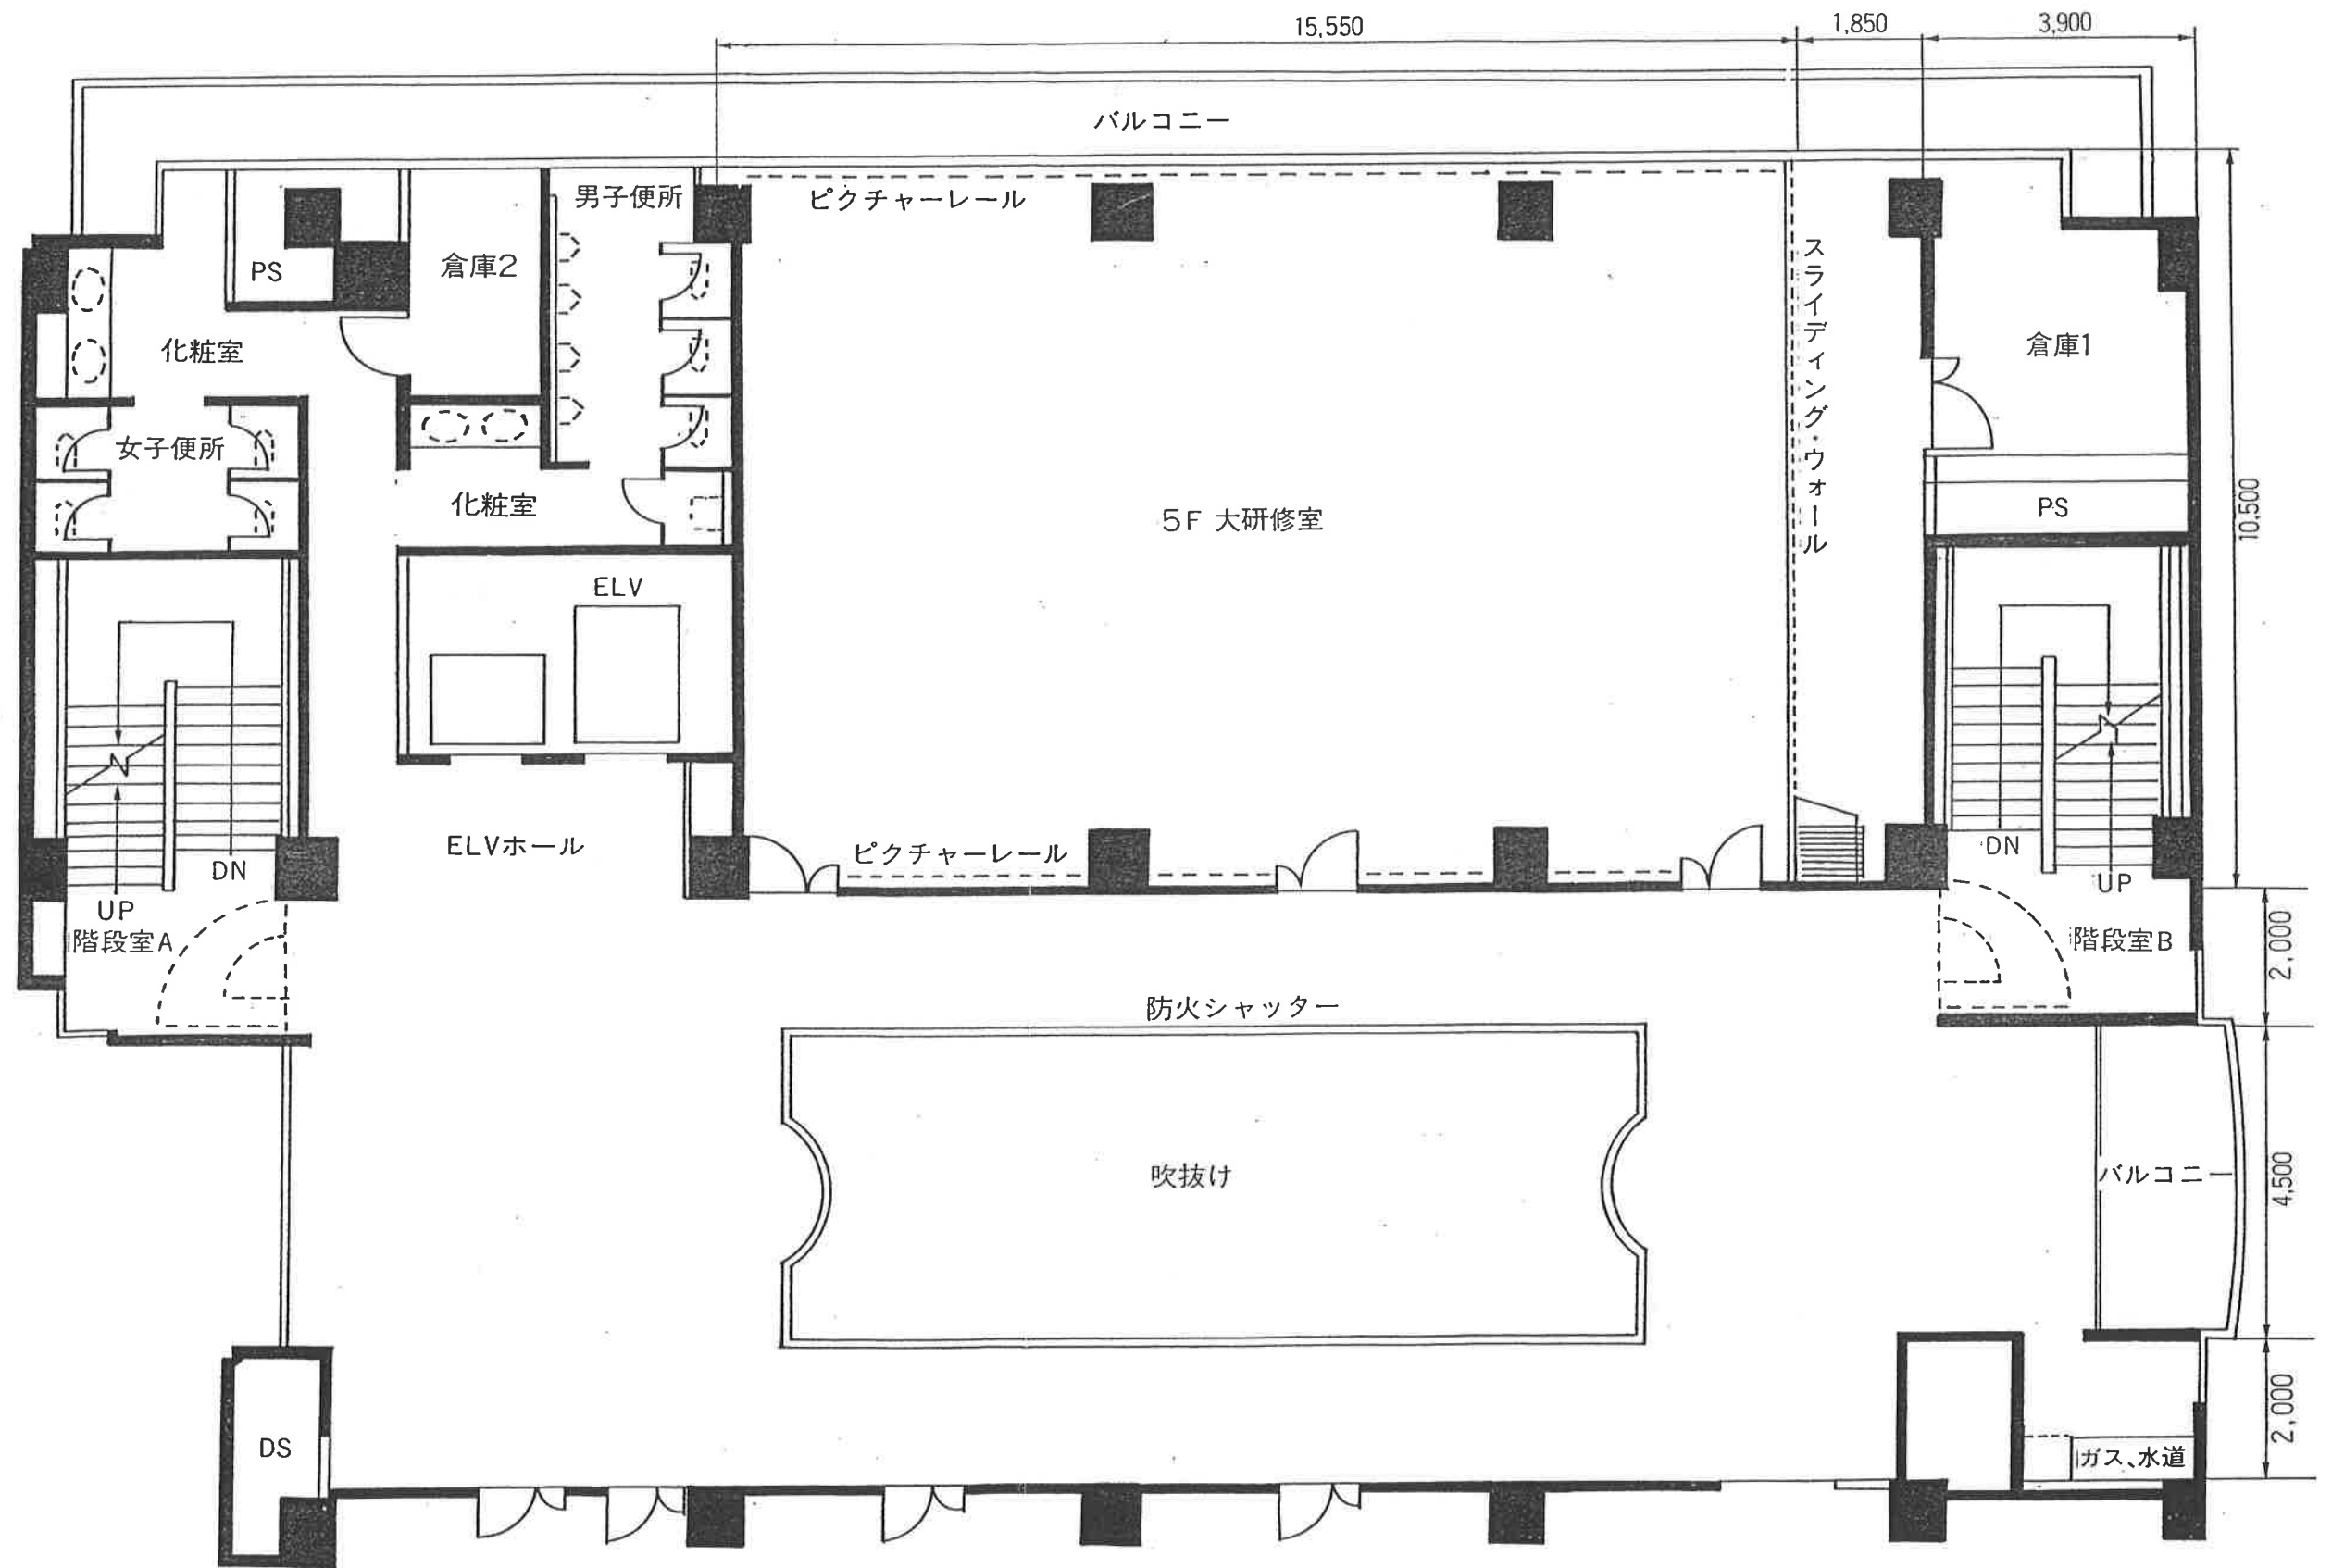 15,550
1,850
3,900
バルコニー
男子便所
ピクチャーレール
PS
倉庫2
スライディング・ウォール
倉庫1
化粧室
女子便所
化粧室
5F 大研修室
PS
10,500
ELV
ELVホール
ピクチャーレール
DN
UP
階段室A
DN
UP
階段室B
2,000
防火シャッター
吹抜け
バルコニー
4,500
DS
ガス、水道
2,000